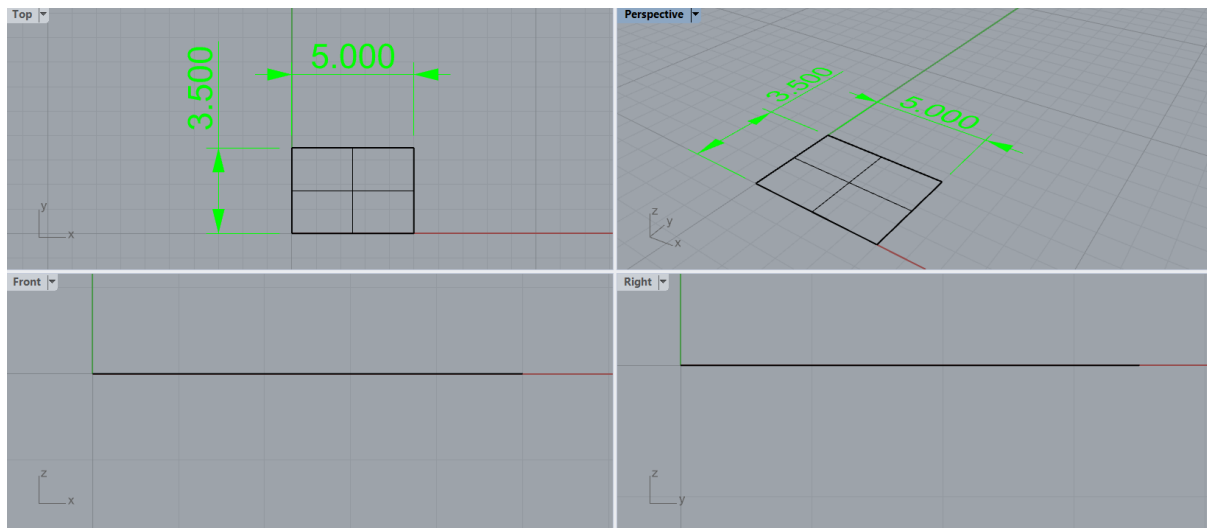 Top
5.000
3.500
y
x
Perspective
3.500
5.000
z
y
x
Front
z
x
Right
z
y